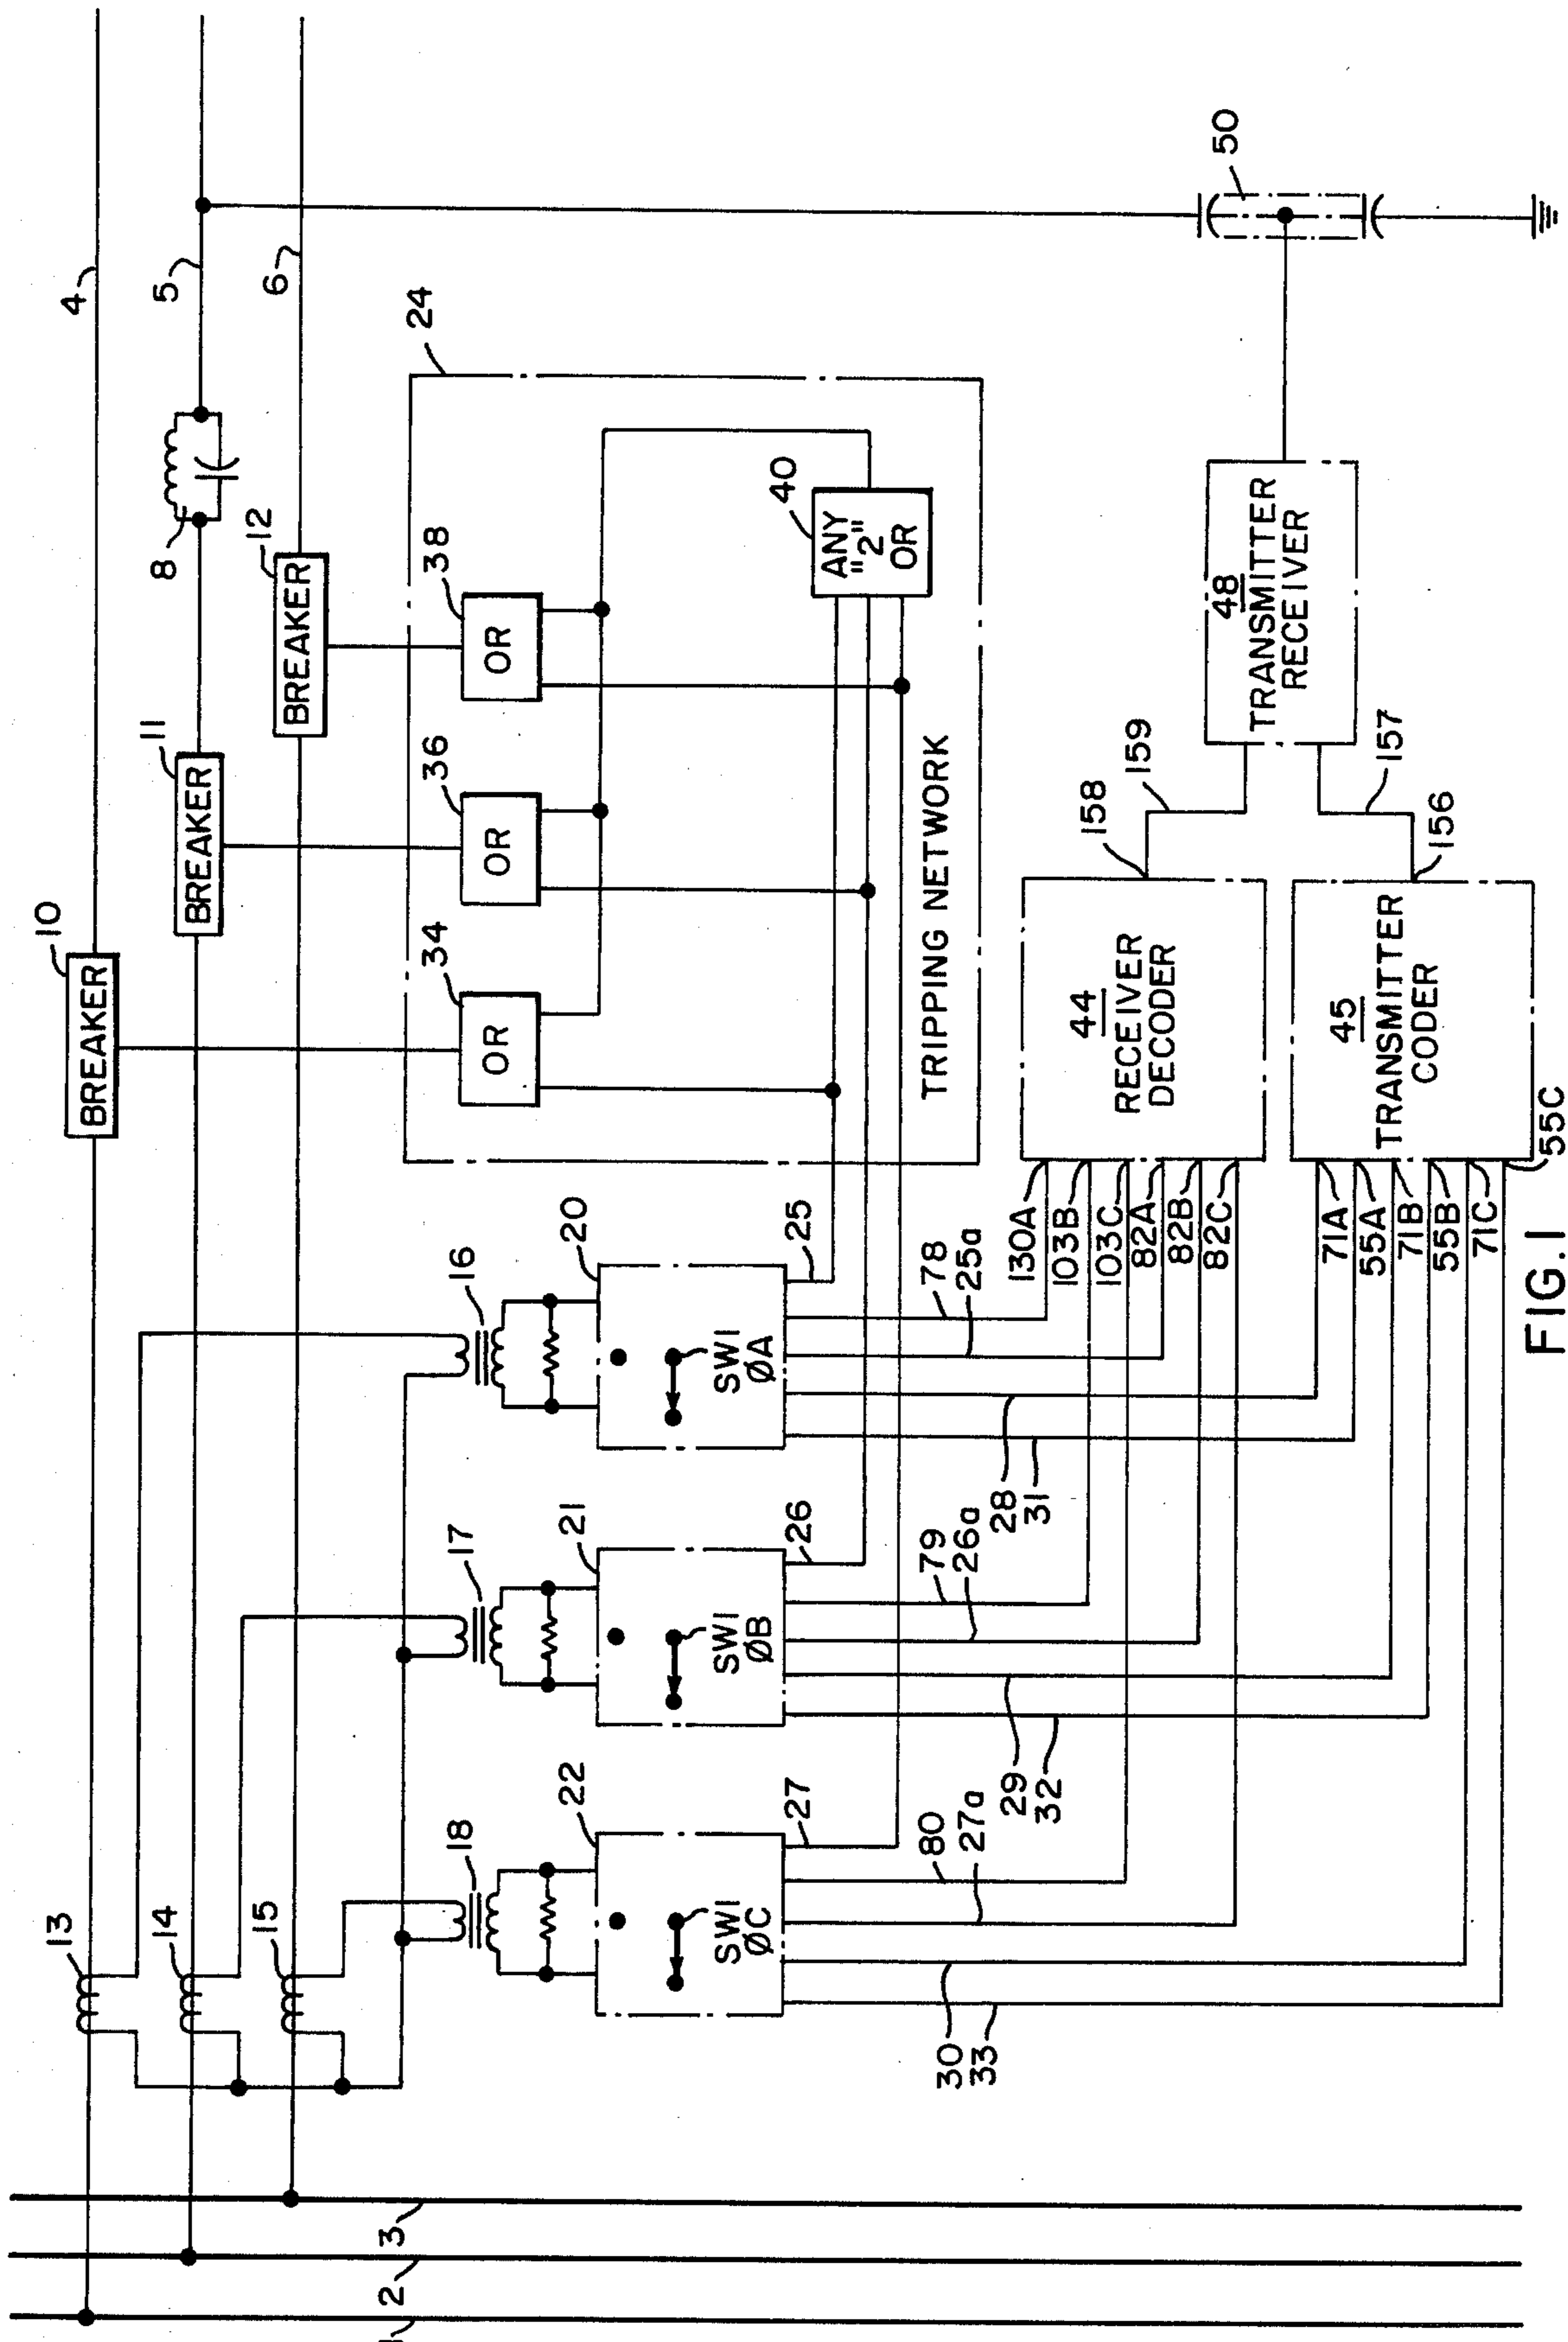 4
5
6
8
10
BREAKER
11
BREAKER
12
BREAKER
13
14
15
16
17
18
20
21
22
24
34
OR
36
OR
38
OR
40
ANY
"2"
OR
TRIPPING NETWORK
SW1
ØA
SW1
ØB
SW1
ØC
25
26
27
78
25a
79
26a
80
27a
28
31
29
32
30
33
130A
103B
103C
82A
82B
82C
71A
55A
71B
55B
71C
55C
44
RECEIVER
DECODER
45
TRANSMITTER
CODER
158
159
156
157
48
TRANSMITTER
RECEIVER
50
3
2
FIG.1